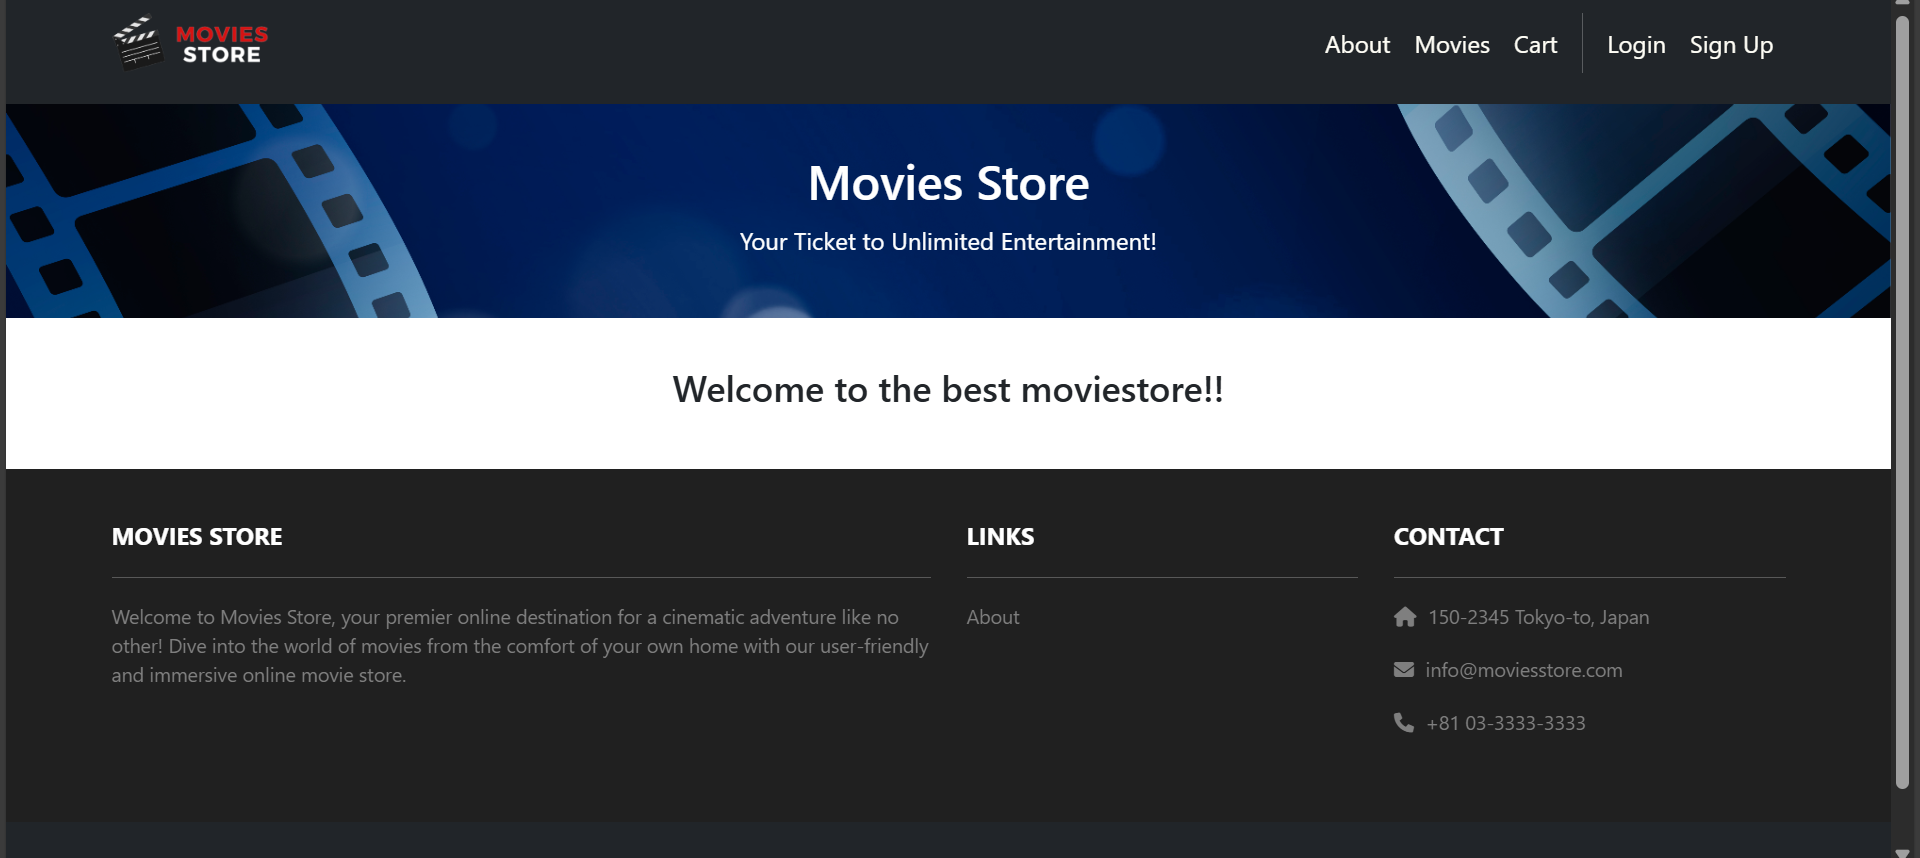 MOVIES
STORE
About Movies Cart Login Sign Up
Movies Store
Your Ticket to Unlimited Entertainment!
Welcome to the best moviestore!!
MOVIES STORE
Welcome to Movies Store, your premier online destination for a cinematic adventure like no
other! Dive into the world of movies from the comfort of your own home with our user-friendly
and immersive online movie store.
LINKS
About
CONTACT
150-2345 Tokyo-to, Japan
info@moviesstore.com
+81 03-3333-3333